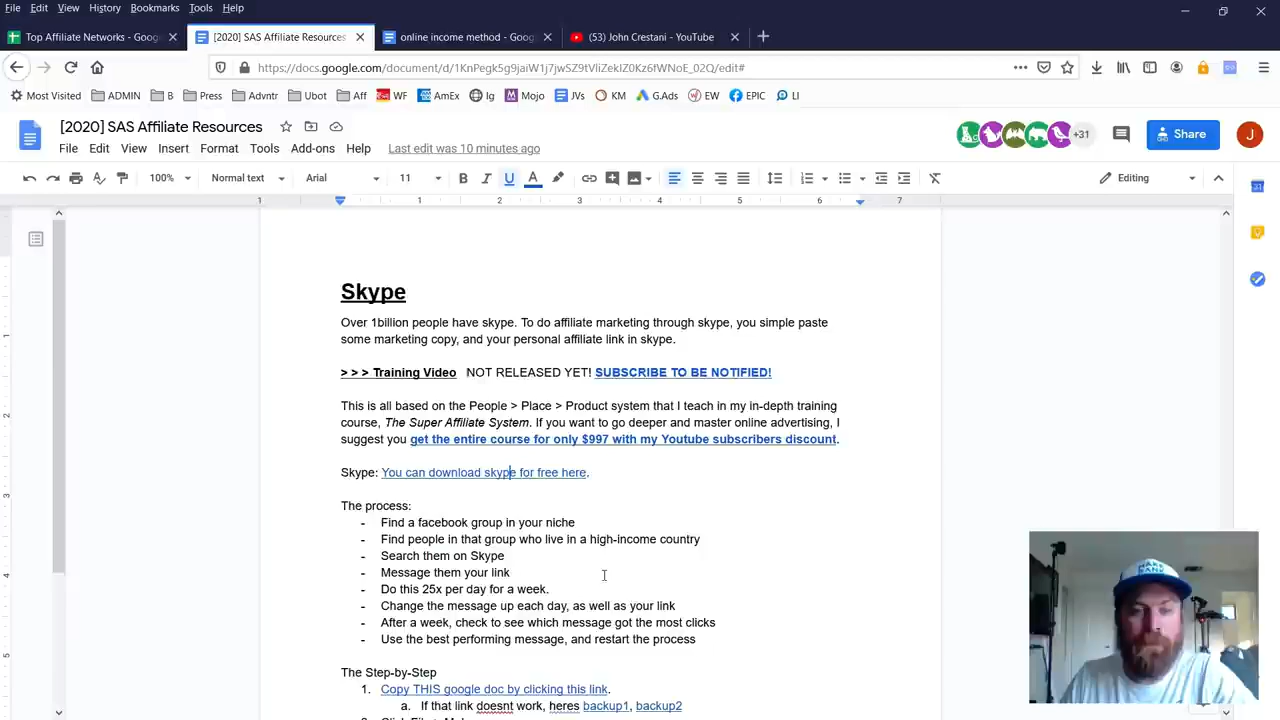 File Edit View History Bookmarks Tools Help
Top Affiliate Networks - Goog
[2020] SAS Affiliate Resources
online income method - Goog
(53) John Crestani - YouTube
https://docs.google.com/document/d/1KnPegk5g9jaiW1j7jwSZ9tVliZekIZ0Kz6fWNoE_02Q/edit#
Most Visited ADMIN B Press Advntr Ubot Aff WF AmEx Ig Mojo JVs KM G.Ads EW EPIC LI
[2020] SAS Affiliate Resources
+31
Share
J
File Edit View Insert Format Tools Add-ons Help Last edit was 10 minutes ago
100% Normal text Arial 11 B I U A Editing
1 1 2 3 4 5 6 7
Skype
Over 1billion people have skype. To do affiliate marketing through skype, you simple paste
some marketing copy, and your personal affiliate link in skype.
> > > Training Video NOT RELEASED YET! SUBSCRIBE TO BE NOTIFIED!
This is all based on the People > Place > Product system that I teach in my in-depth training
course, The Super Affiliate System. If you want to go deeper and master online advertising, I
suggest you get the entire course for only $997 with my Youtube subscribers discount.
Skype: You can download skype for free here.
The process:
- Find a facebook group in your niche
- Find people in that group who live in a high-income country
- Search them on Skype
- Message them your link
- Do this 25x per day for a week.
- Change the message up each day, as well as your link
- After a week, check to see which message got the most clicks
- Use the best performing message, and restart the process
The Step-by-Step
1. Copy THIS google doc by clicking this link.
a. If that link doesnt work, heres backup1, backup2